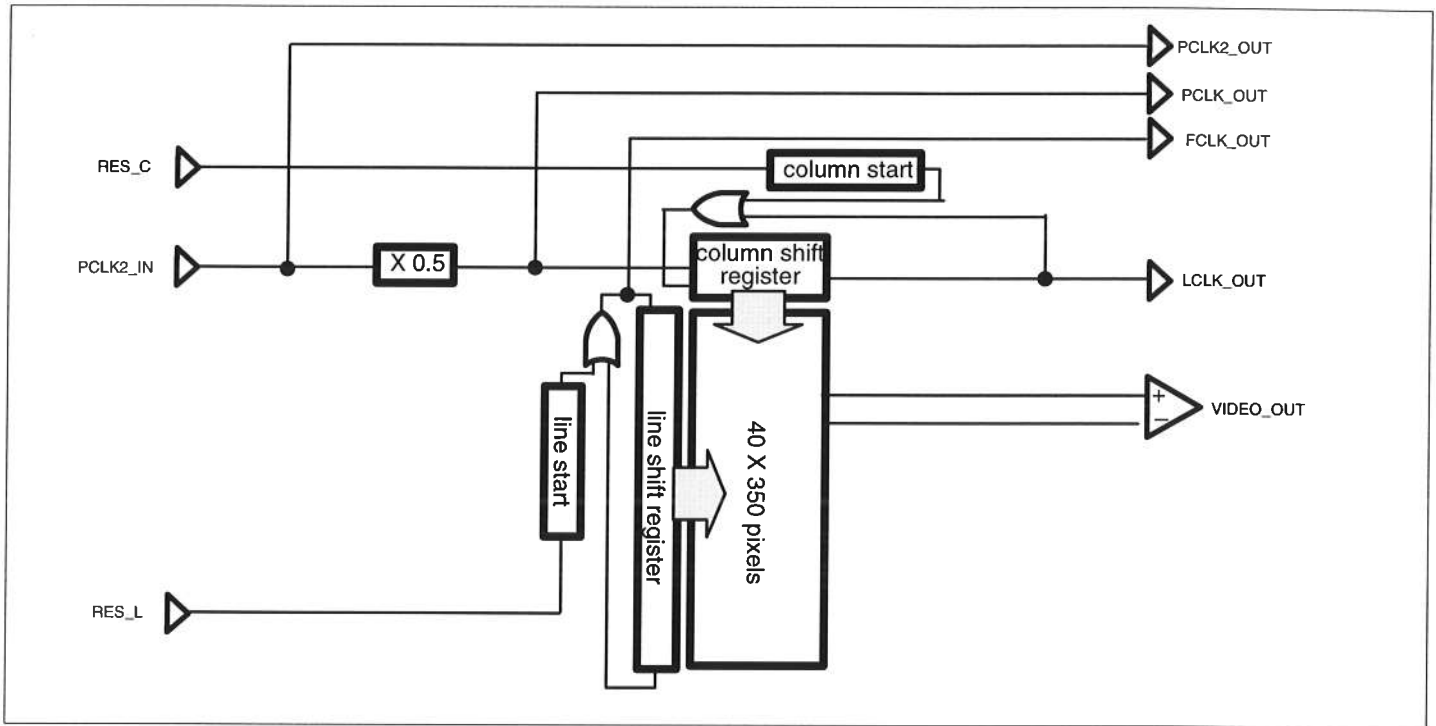 PCLK2_OUT
PCLK_OUT
FCLK_OUT
RES_C
column start
PCLK2_IN
X 0.5
column shift
register
LCLK_OUT
+
−
VIDEO_OUT
line start
line shift register
40 X 350 pixels
RES_L